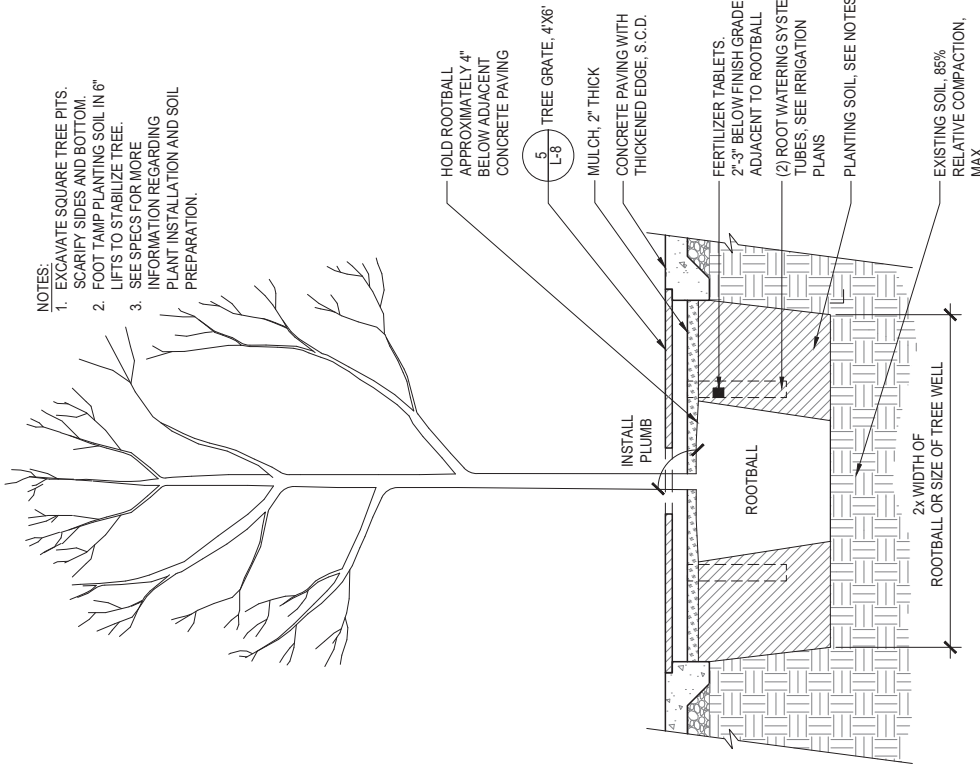 NOTES:
1. EXCAVATE SQUARE TREE PITS.
SCARIFY SIDES AND BOTTOM.
2. FOOT TAMP PLANTING SOIL IN 6"
LIFTS TO STABILIZE TREE.
3. SEE SPECS FOR MORE
INFORMATION REGARDING
PLANT INSTALLATION AND SOIL
PREPARATION.
HOLD ROOTBALL
APPROXIMATELY 4"
BELOW ADJACENT
CONCRETE PAVING
5
L-8
TREE GRATE, 4'X6'
MULCH, 2" THICK
CONCRETE PAVING WITH
THICKENED EDGE, S.C.D.
FERTILIZER TABLETS.
2"-3" BELOW FINISH GRADE
ADJACENT TO ROOTBALL
(2) ROOT WATERING SYSTE
TUBES, SEE IRRIGATION
PLANS
PLANTING SOIL, SEE NOTES
EXISTING SOIL, 85%
RELATIVE COMPACTION,
MAX
INSTALL
PLUMB
ROOTBALL
2x WIDTH OF
ROOTBALL OR SIZE OF TREE WELL